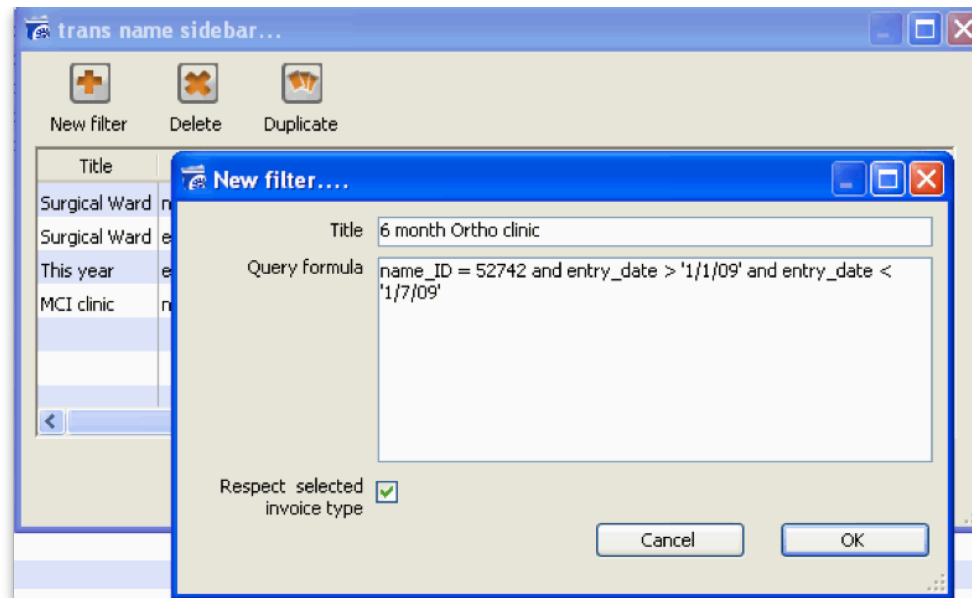 trans name sidebar...
New filter Delete Duplicate
Title
Surgical Ward n
Surgical Ward e
This year e
MCI clinic n
New filter....
Title 6 month Ortho clinic
Query formula name_ID = 52742 and entry_date > '1/1/09' and entry_date <
'1/7/09'
Respect selected
invoice type
Cancel OK